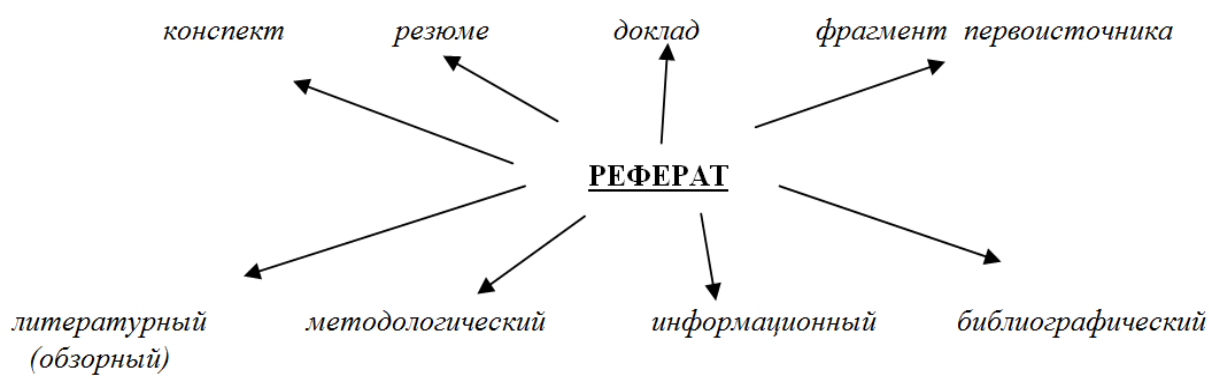 конспект резюме доклад фрагмент первоисточника
РЕФЕРАТ
литературный методологический информационный библиографический
(обзорный)